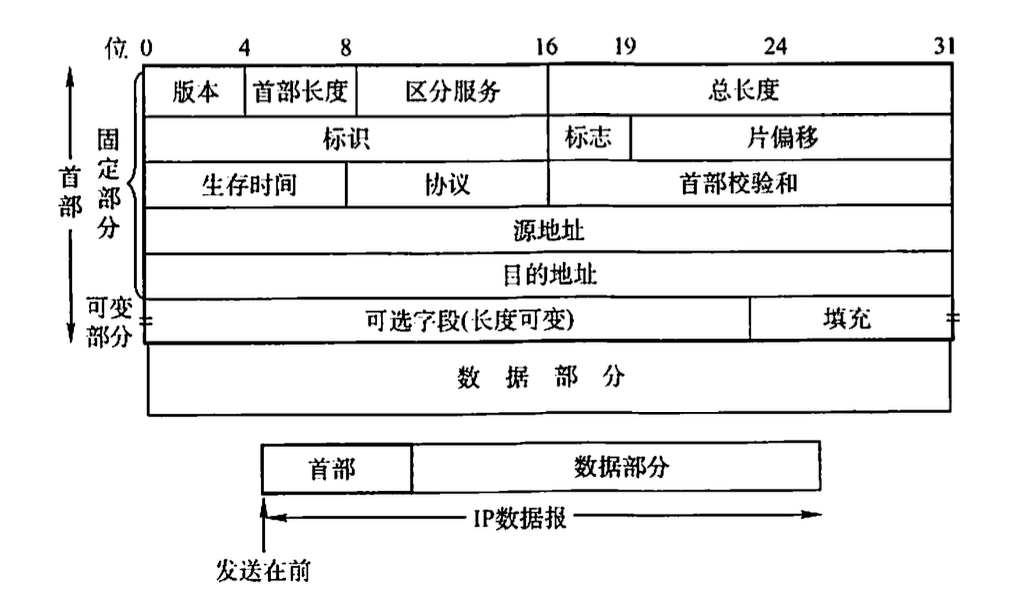 位 0 4 8 16 19 24 31
版本 首部长度 区分服务 总长度
标识 标志 片偏移
生存时间 协议 首部校验和
源地址
目的地址
可选字段(长度可变) 填充
数据部分
首部
固定部分
可变
部分
首部 数据部分
IP数据报
发送在前